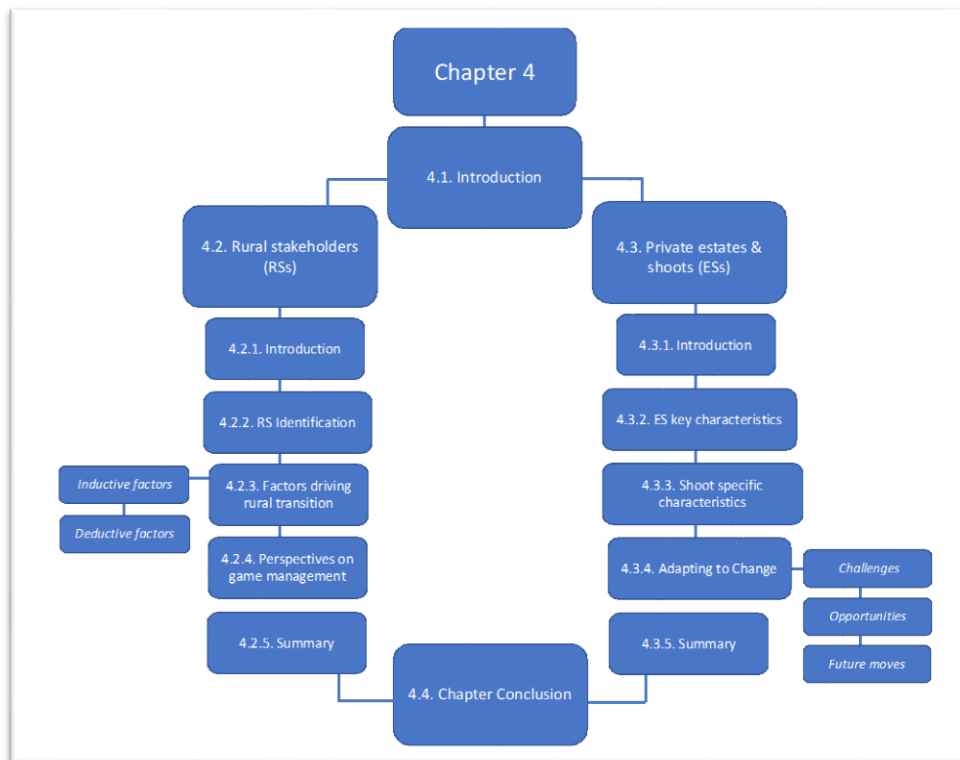 Chapter 4
4.1. Introduction
4.2. Rural stakeholders
(RSs)
4.2.1. Introduction
4.2.2. RS Identification
4.2.3. Factors driving
rural transition
Inductive factors
Deductive factors
4.2.4. Perspectives on
game management
4.2.5. Summary
4.3. Private estates &
shoots (ESs)
4.3.1. Introduction
4.3.2. ES key characteristics
4.3.3. Shoot specific
characteristics
4.3.4. Adapting to Change
Challenges
Opportunities
Future moves
4.3.5. Summary
4.4. Chapter Conclusion